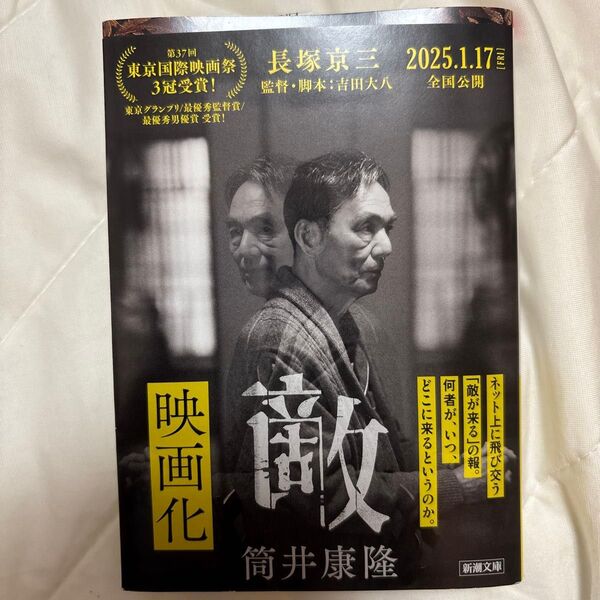 第37回
東京国際映画祭
3冠受賞!
東京グランプリ/最優秀監督賞/
最優秀男優賞 受賞!
長塚京三
監督・脚本:吉田大八
2025.1.17[FRI]
全国公開
ネット上に飛び交う
「敵が来る」の報。
何者が、いつ、
どこに来るというのか。
映画化
敵
筒井康隆
新潮文庫